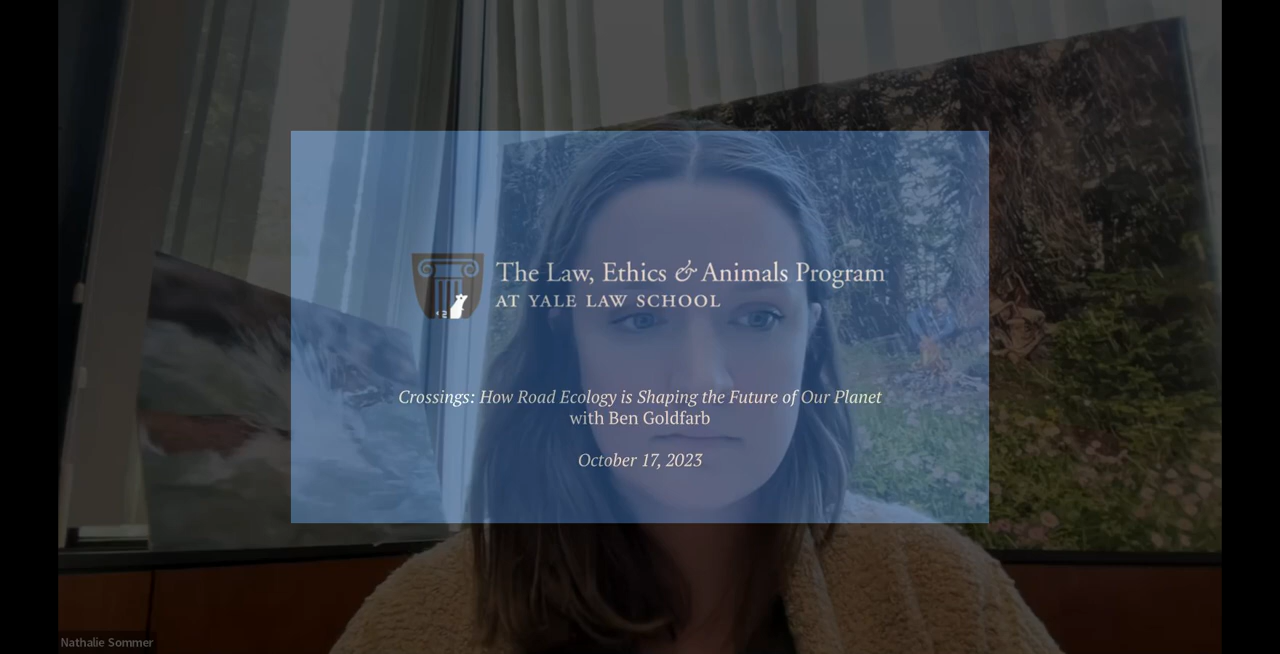 The Law, Ethics & Animals Program
AT YALE LAW SCHOOL
Crossings: How Road Ecology is Shaping the Future of Our Planet
with Ben Goldfarb
October 17, 2023
Nathalie Sommer